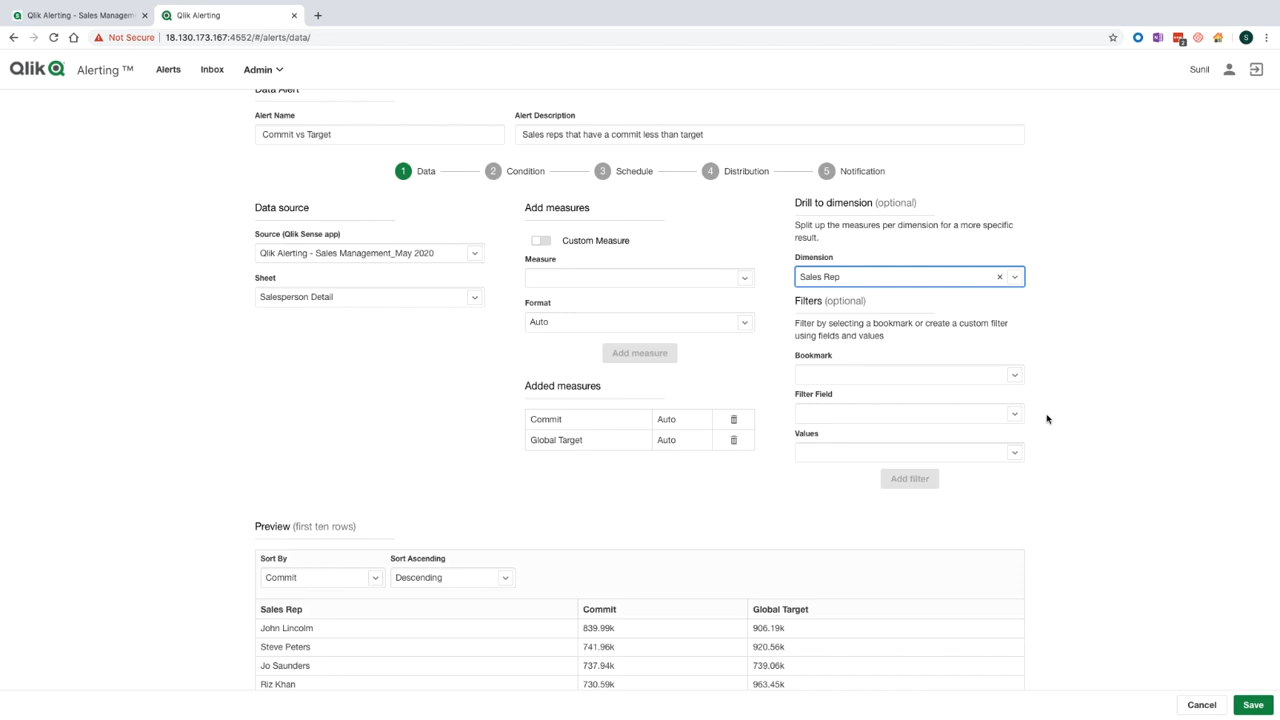 Qlik Alerting - Sales Managem
Qlik Alerting
Not Secure 18.130.173.167:4552/#/alerts/data/
2
S
Qlik Alerting ™ Alerts Inbox Admin Sunil
Data Alert
Alert Name Alert Description
Commit vs Target Sales reps that have a commit less than target
1 Data 2 Condition 3 Schedule 4 Distribution 5 Notification
Data source
Source (Qlik Sense app)
Qlik Alerting - Sales Management_May 2020
Sheet
Salesperson Detail
Add measures
Custom Measure
Measure
Format
Auto
Add measure
Added measures
Commit Auto
Global Target Auto
Drill to dimension (optional)
Split up the measures per dimension for a more specific
result.
Dimension
Sales Rep
Filters (optional)
Filter by selecting a bookmark or create a custom filter
using fields and values
Bookmark
Filter Field
Values
Add filter
Preview (first ten rows)
Sort By Sort Ascending
Commit Descending
Sales Rep Commit Global Target
John Lincolm 839.99k 906.19k
Steve Peters 741.96k 920.56k
Jo Saunders 737.94k 739.06k
Riz Khan 730.59k 963.45k
Cancel Save